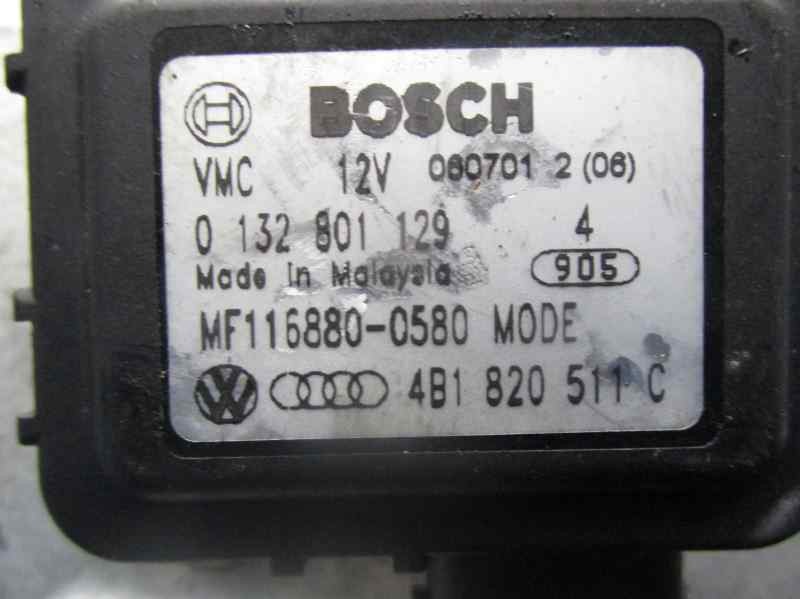 BOSCH
VMC 12V 060701 2 (06)
0 132 801 129 4
Made in Malaysia 905
MF116880-0580 MODE
4B1 820 511 C